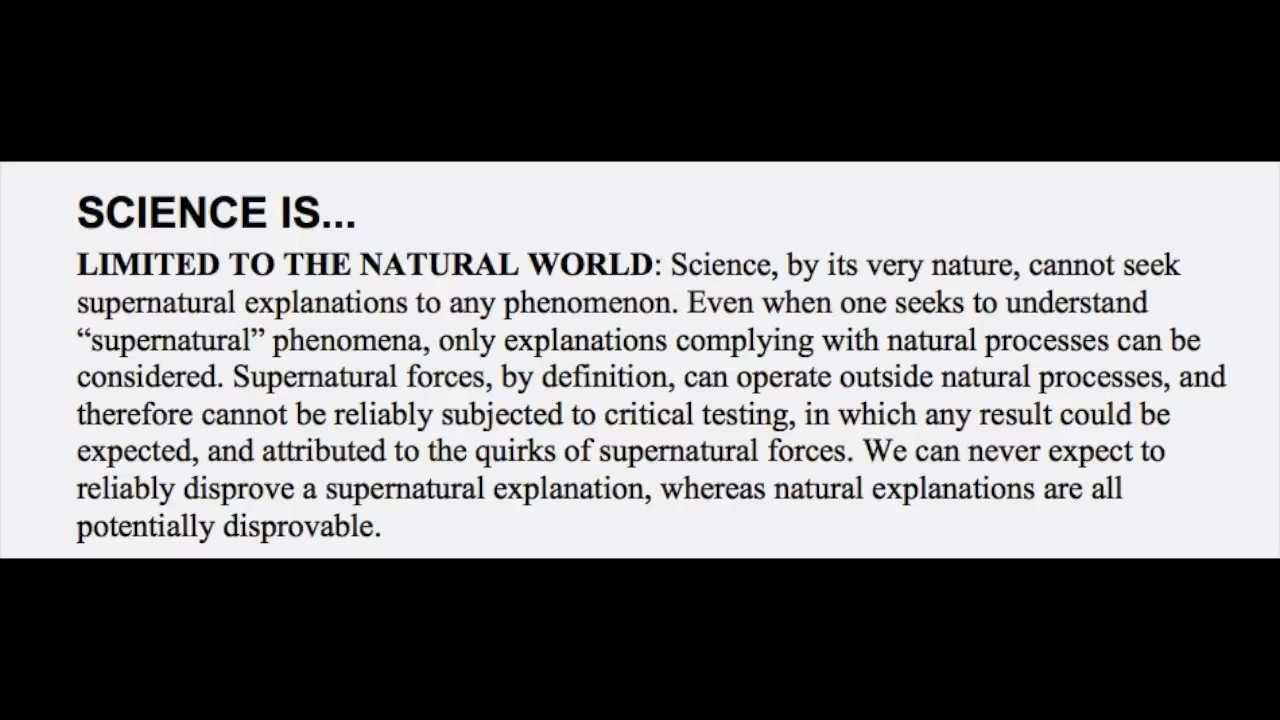 SCIENCE IS...
LIMITED TO THE NATURAL WORLD: Science, by its very nature, cannot seek
supernatural explanations to any phenomenon. Even when one seeks to understand
“supernatural” phenomena, only explanations complying with natural processes can be
considered. Supernatural forces, by definition, can operate outside natural processes, and
therefore cannot be reliably subjected to critical testing, in which any result could be
expected, and attributed to the quirks of supernatural forces. We can never expect to
reliably disprove a supernatural explanation, whereas natural explanations are all
potentially disprovable.